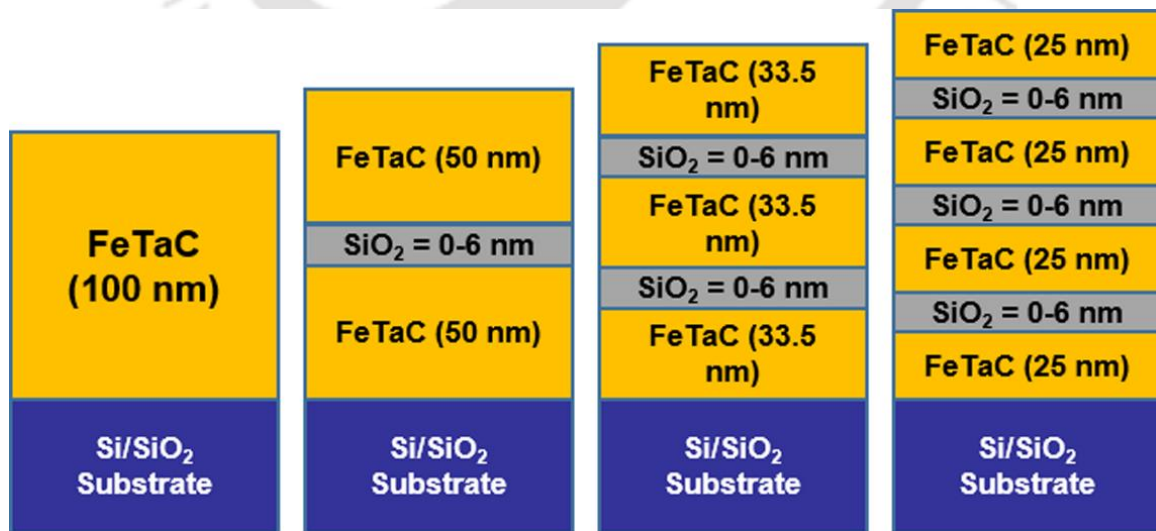 FeTaC
(100 nm)
Si/SiO₂
Substrate
FeTaC (50 nm)
SiO₂ = 0-6 nm
FeTaC (50 nm)
Si/SiO₂
Substrate
FeTaC (33.5
nm)
SiO₂ = 0-6 nm
FeTaC (33.5
nm)
SiO₂ = 0-6 nm
FeTaC (33.5
nm)
Si/SiO₂
Substrate
FeTaC (25 nm)
SiO₂ = 0-6 nm
FeTaC (25 nm)
SiO₂ = 0-6 nm
FeTaC (25 nm)
SiO₂ = 0-6 nm
FeTaC (25 nm)
Si/SiO₂
Substrate